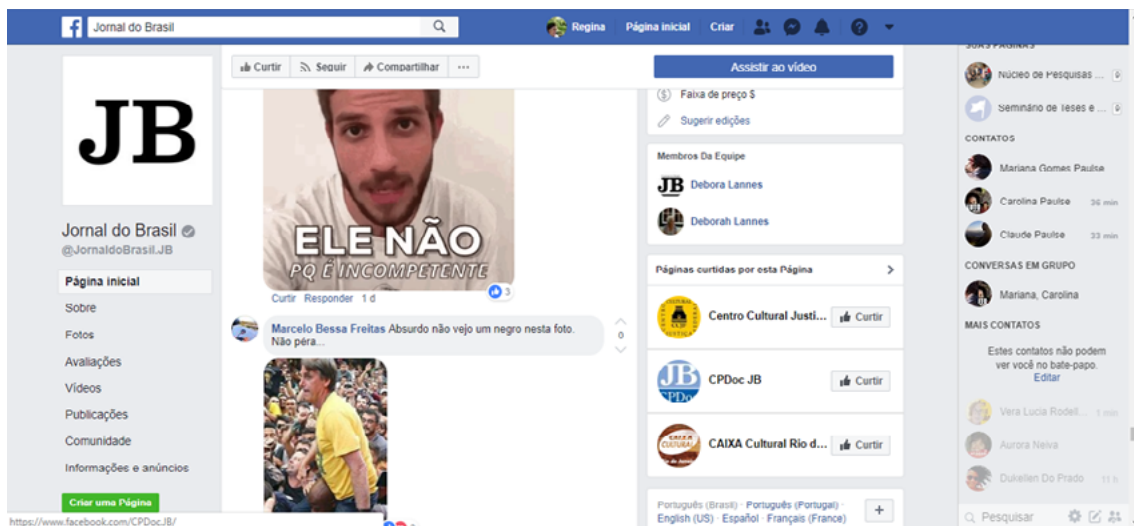 Jornal do Brasil
Regina
Página inicial
Criar
JB
Jornal do Brasil
@JornaldoBrasil.JB
Página inicial
Sobre
Fotos
Avaliações
Vídeos
Publicações
Comunidade
Informações e anúncios
Criar uma Página
https://www.facebook.com/CPDocJB/
Curtir
Seguir
Compartilhar
ELE NÃO
PQ É INCOMPETENTE
3
Curtir Responder 1 d
Marcelo Bessa Freitas Absurdo não vejo um negro nesta foto.
Não péra...
0
Assistir ao vídeo
Faixa de preço $
Sugerir edições
Membros Da Equipe
JB
Debora Lannes
Deborah Lannes
Páginas curtidas por esta Página
Centro Cultural Justi...
Curtir
JB
CPDoc JB
Curtir
CAIXA Cultural Rio d...
Curtir
Português (Brasil) · Português (Portugal) ·
English (US) · Español · Français (France)
SUAS PÁGINAS
Núcleo de Pesquisas ...
Seminário de Teses e ...
CONTATOS
Mariana Gomes Paulse
Carolina Paulse 36 min
Claude Paulse 33 min
CONVERSAS EM GRUPO
Mariana, Carolina
MAIS CONTATOS
Estes contatos não podem
ver você no bate-papo.
Editar
Vera Lucia Rodell... 1 min
Aurora Neiva
Dukellen Do Prado 11 h
Pesquisar